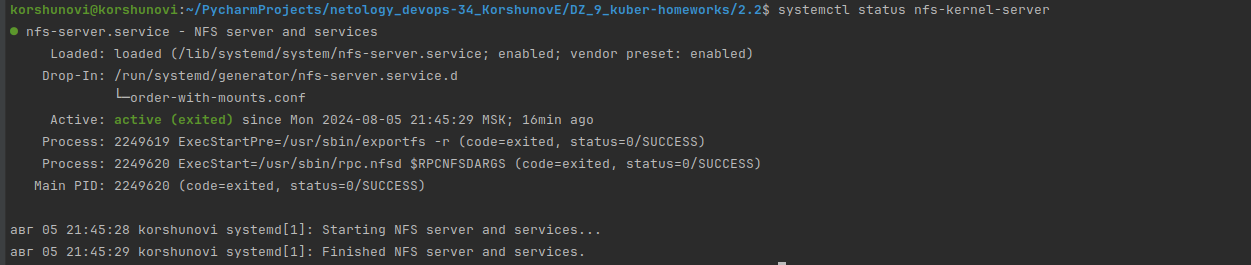 korshunovi@korshunovi:~/PycharmProjects/netology_devops-34_KorshunovE/DZ_9_kuber-homeworks/2.2$ systemctl status nfs-kernel-server
● nfs-server.service - NFS server and services
     Loaded: loaded (/lib/systemd/system/nfs-server.service; enabled; vendor preset: enabled)
    Drop-In: /run/systemd/generator/nfs-server.service.d
             └─order-with-mounts.conf
     Active: active (exited) since Mon 2024-08-05 21:45:29 MSK; 16min ago
    Process: 2249619 ExecStartPre=/usr/sbin/exportfs -r (code=exited, status=0/SUCCESS)
    Process: 2249620 ExecStart=/usr/sbin/rpc.nfsd $RPCNFSDARGS (code=exited, status=0/SUCCESS)
   Main PID: 2249620 (code=exited, status=0/SUCCESS)

авг 05 21:45:28 korshunovi systemd[1]: Starting NFS server and services...
авг 05 21:45:29 korshunovi systemd[1]: Finished NFS server and services.